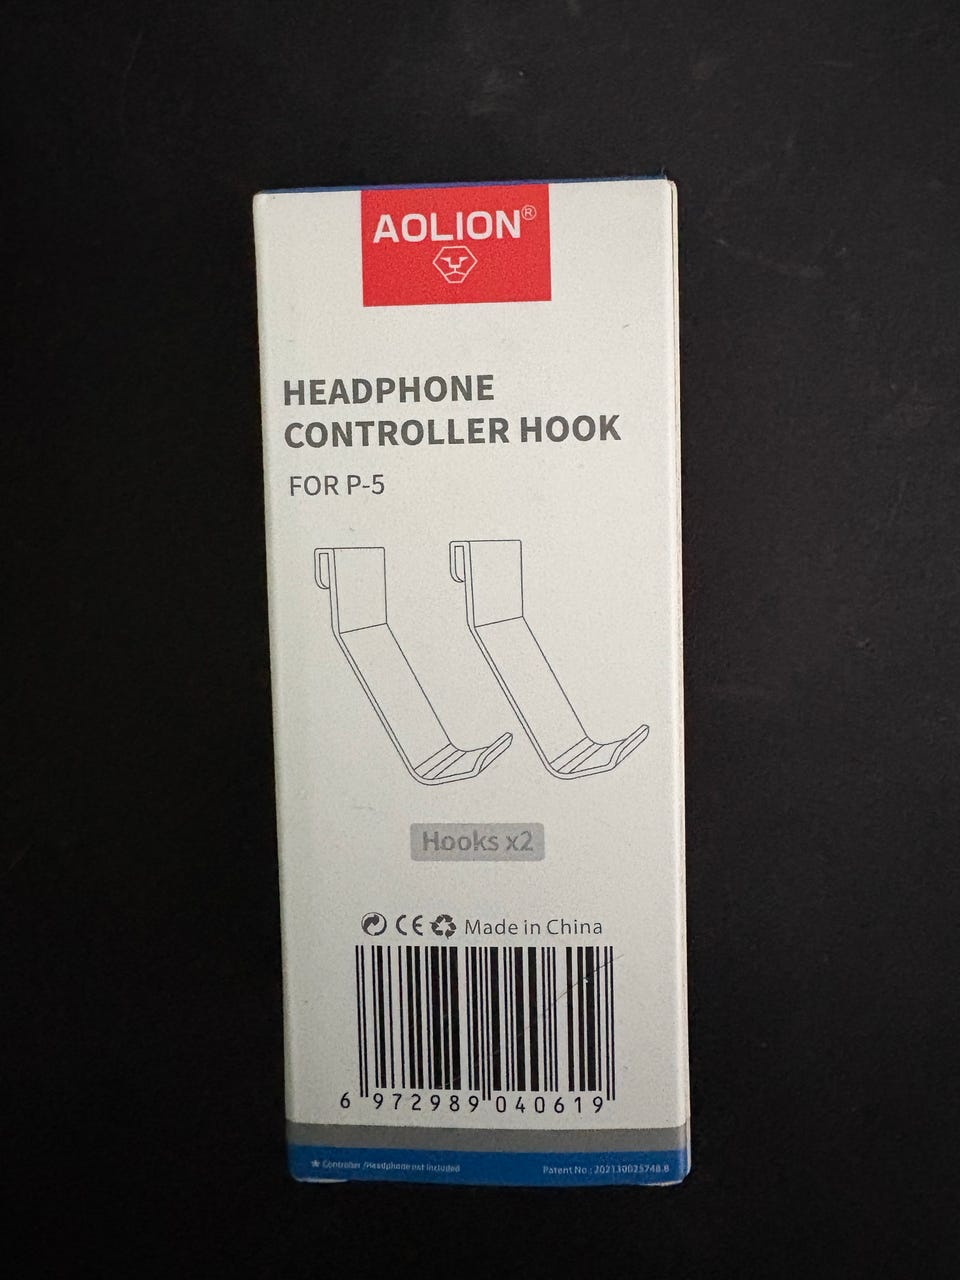 AOLION®
HEADPHONE
CONTROLLER HOOK
FOR P-5
Hooks x2
CE Made in China
6 972989 040619
* Controller /Headphone not included
Patent No : 202130025748.8